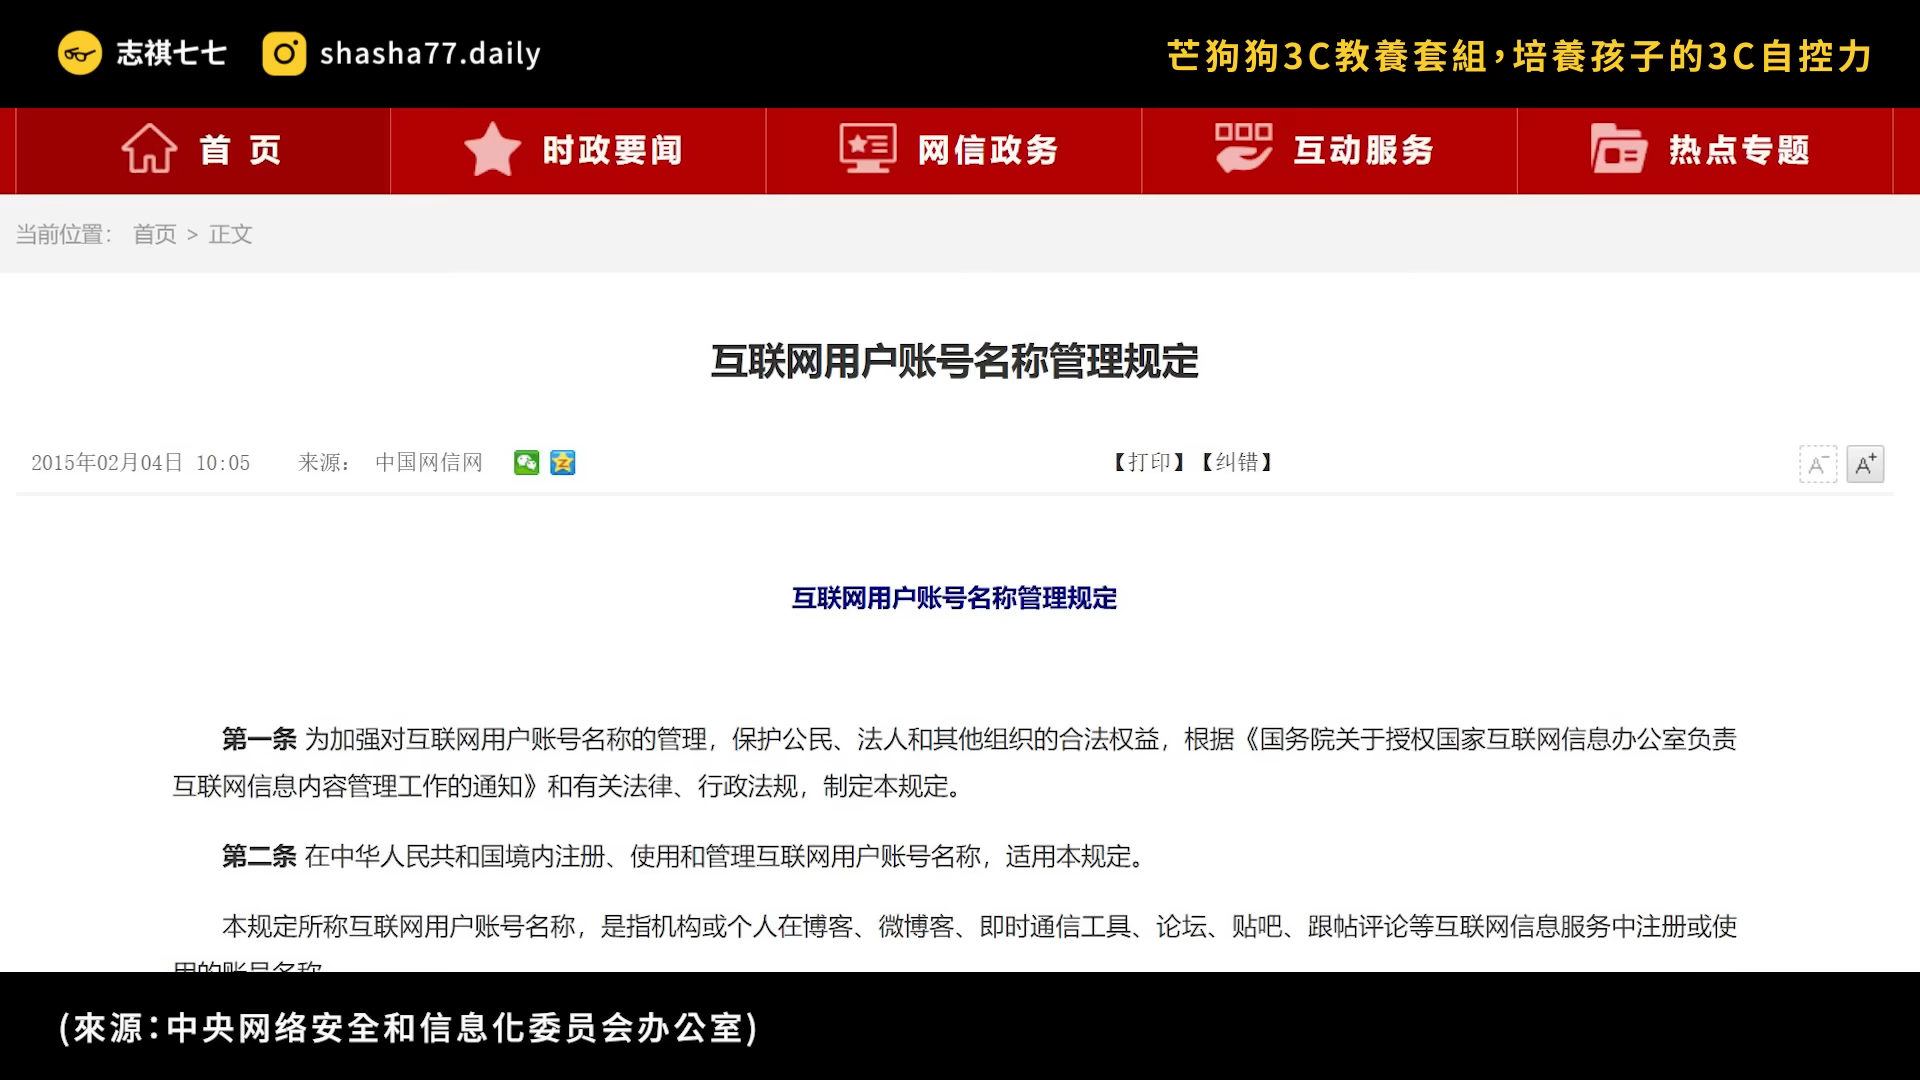 志祺七七 shasha77.daily 芒狗狗3C教養套組，培養孩子的3C自控力
首页 时政要闻 网信政务 互动服务 热点专题
当前位置： 首页 > 正文
互联网用户账号名称管理规定
2015年02月04日 10:05 来源： 中国网信网 【打印】【纠错】 A- A+
互联网用户账号名称管理规定
第一条 为加强对互联网用户账号名称的管理，保护公民、法人和其他组织的合法权益，根据《国务院关于授权国家互联网信息办公室负责
互联网信息内容管理工作的通知》和有关法律、行政法规，制定本规定。
第二条 在中华人民共和国境内注册、使用和管理互联网用户账号名称，适用本规定。
本规定所称互联网用户账号名称，是指机构或个人在博客、微博客、即时通信工具、论坛、贴吧、跟帖评论等互联网信息服务中注册或使
用的账号名称
(來源：中央网络安全和信息化委员会办公室)